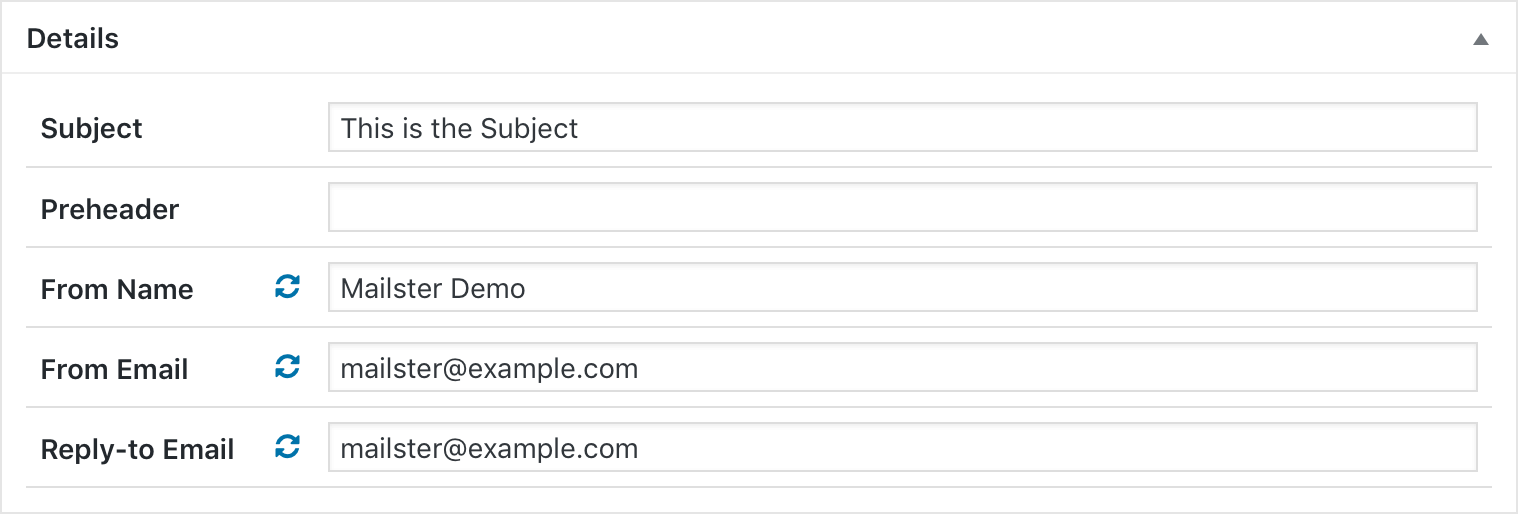 Details
Subject This is the Subject
Preheader
From Name Mailster Demo
From Email mailster@example.com
Reply-to Email mailster@example.com